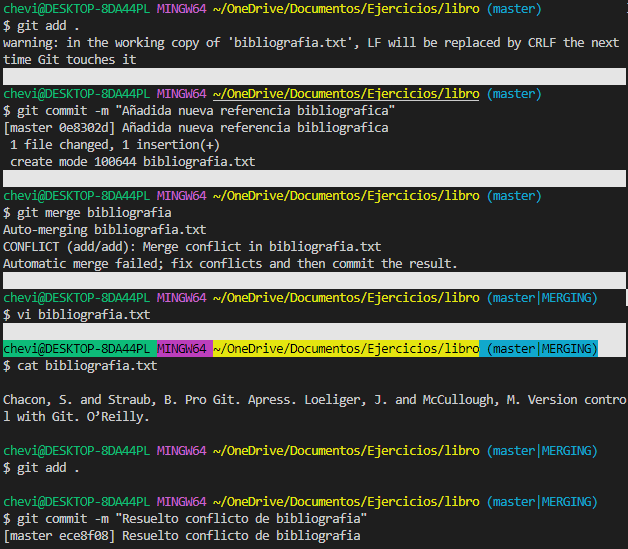 chevi@DESKTOP-8DA44PL MINGW64 ~/OneDrive/Documentos/Ejercicios/libro (master)
$ git add .
warning: in the working copy of 'bibliografia.txt', LF will be replaced by CRLF the next
time Git touches it
chevi@DESKTOP-8DA44PL MINGW64 ~/OneDrive/Documentos/Ejercicios/libro (master)
$ git commit -m "Añadida nueva referencia bibliografica"
[master 0e8302d] Añadida nueva referencia bibliografica
 1 file changed, 1 insertion(+)
 create mode 100644 bibliografia.txt
chevi@DESKTOP-8DA44PL MINGW64 ~/OneDrive/Documentos/Ejercicios/libro (master)
$ git merge bibliografia
Auto-merging bibliografia.txt
CONFLICT (add/add): Merge conflict in bibliografia.txt
Automatic merge failed; fix conflicts and then commit the result.
chevi@DESKTOP-8DA44PL MINGW64 ~/OneDrive/Documentos/Ejercicios/libro (master|MERGING)
$ vi bibliografia.txt
chevi@DESKTOP-8DA44PL MINGW64 ~/OneDrive/Documentos/Ejercicios/libro (master|MERGING)
$ cat bibliografia.txt
Chacon, S. and Straub, B. Pro Git. Apress. Loeliger, J. and McCullough, M. Version contro
l with Git. O’Reilly.
chevi@DESKTOP-8DA44PL MINGW64 ~/OneDrive/Documentos/Ejercicios/libro (master|MERGING)
$ git add .
chevi@DESKTOP-8DA44PL MINGW64 ~/OneDrive/Documentos/Ejercicios/libro (master|MERGING)
$ git commit -m "Resuelto conflicto de bibliografia"
[master ece8f08] Resuelto conflicto de bibliografia